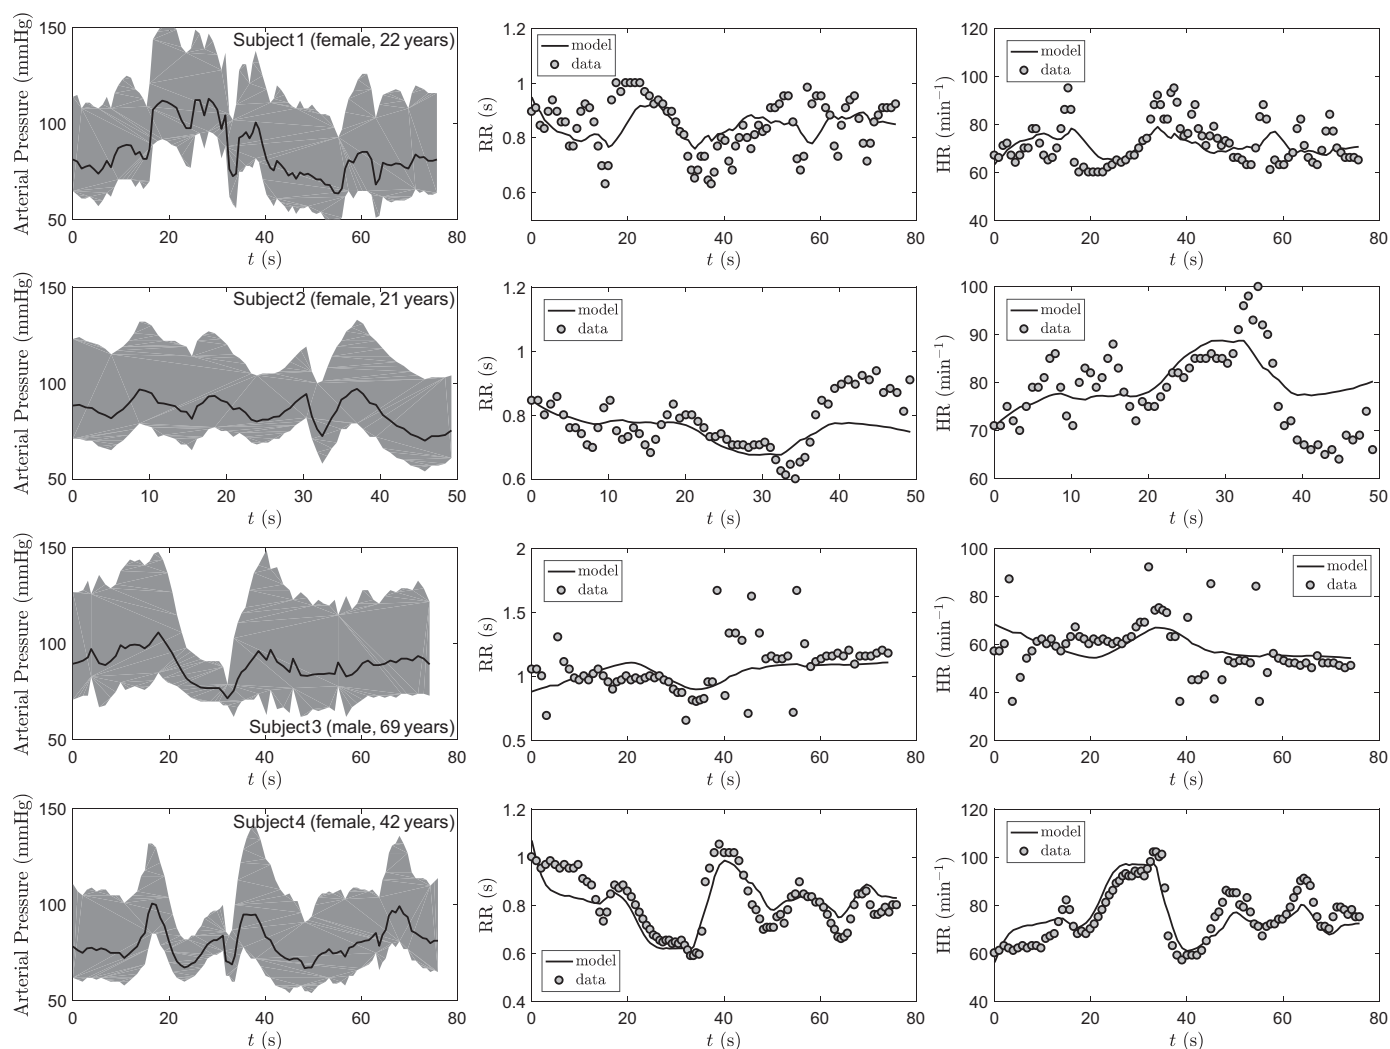 Arterial Pressure (mmHg)
150
100
50
0 20 40 60 80
t (s)
Subject1 (female, 22 years)
RR (s)
1.2
1
0.8
0.6
0 20 40 60 80
t (s)
model
data
HR (min−1)
120
100
80
60
40
0 20 40 60 80
t (s)
model
data
Arterial Pressure (mmHg)
150
100
50
0 10 20 30 40 50
t (s)
Subject2 (female, 21 years)
RR (s)
1.2
1
0.8
0.6
0 10 20 30 40 50
t (s)
model
data
HR (min−1)
100
90
80
70
60
0 10 20 30 40 50
t (s)
model
data
Arterial Pressure (mmHg)
150
100
50
0 20 40 60 80
t (s)
Subject3 (male, 69 years)
RR (s)
2
1.5
1
0.5
0 20 40 60 80
t (s)
model
data
HR (min−1)
100
80
60
40
20
0 20 40 60 80
t (s)
model
data
Arterial Pressure (mmHg)
150
100
50
0 20 40 60 80
t (s)
Subject4 (female, 42 years)
RR (s)
1.2
1
0.8
0.6
0.4
0 20 40 60 80
t (s)
model
data
HR (min−1)
120
100
80
60
40
0 20 40 60 80
t (s)
model
data